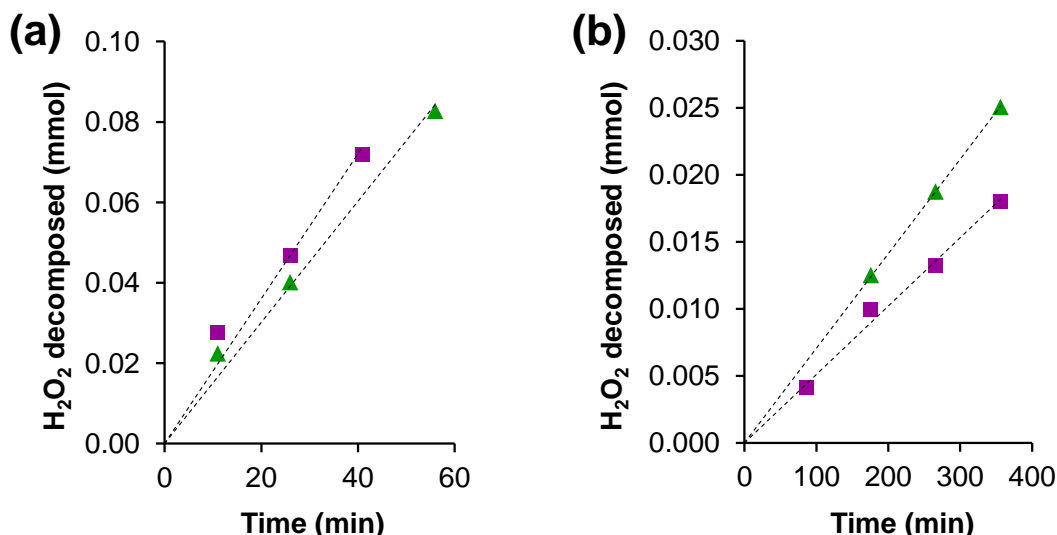 (a)
H₂O₂ decomposed (mmol)
0.10
0.08
0.06
0.04
0.02
0.00
0 20 40 60
Time (min)
(b)
H₂O₂ decomposed (mmol)
0.030
0.025
0.020
0.015
0.010
0.005
0.000
0 100 200 300 400
Time (min)